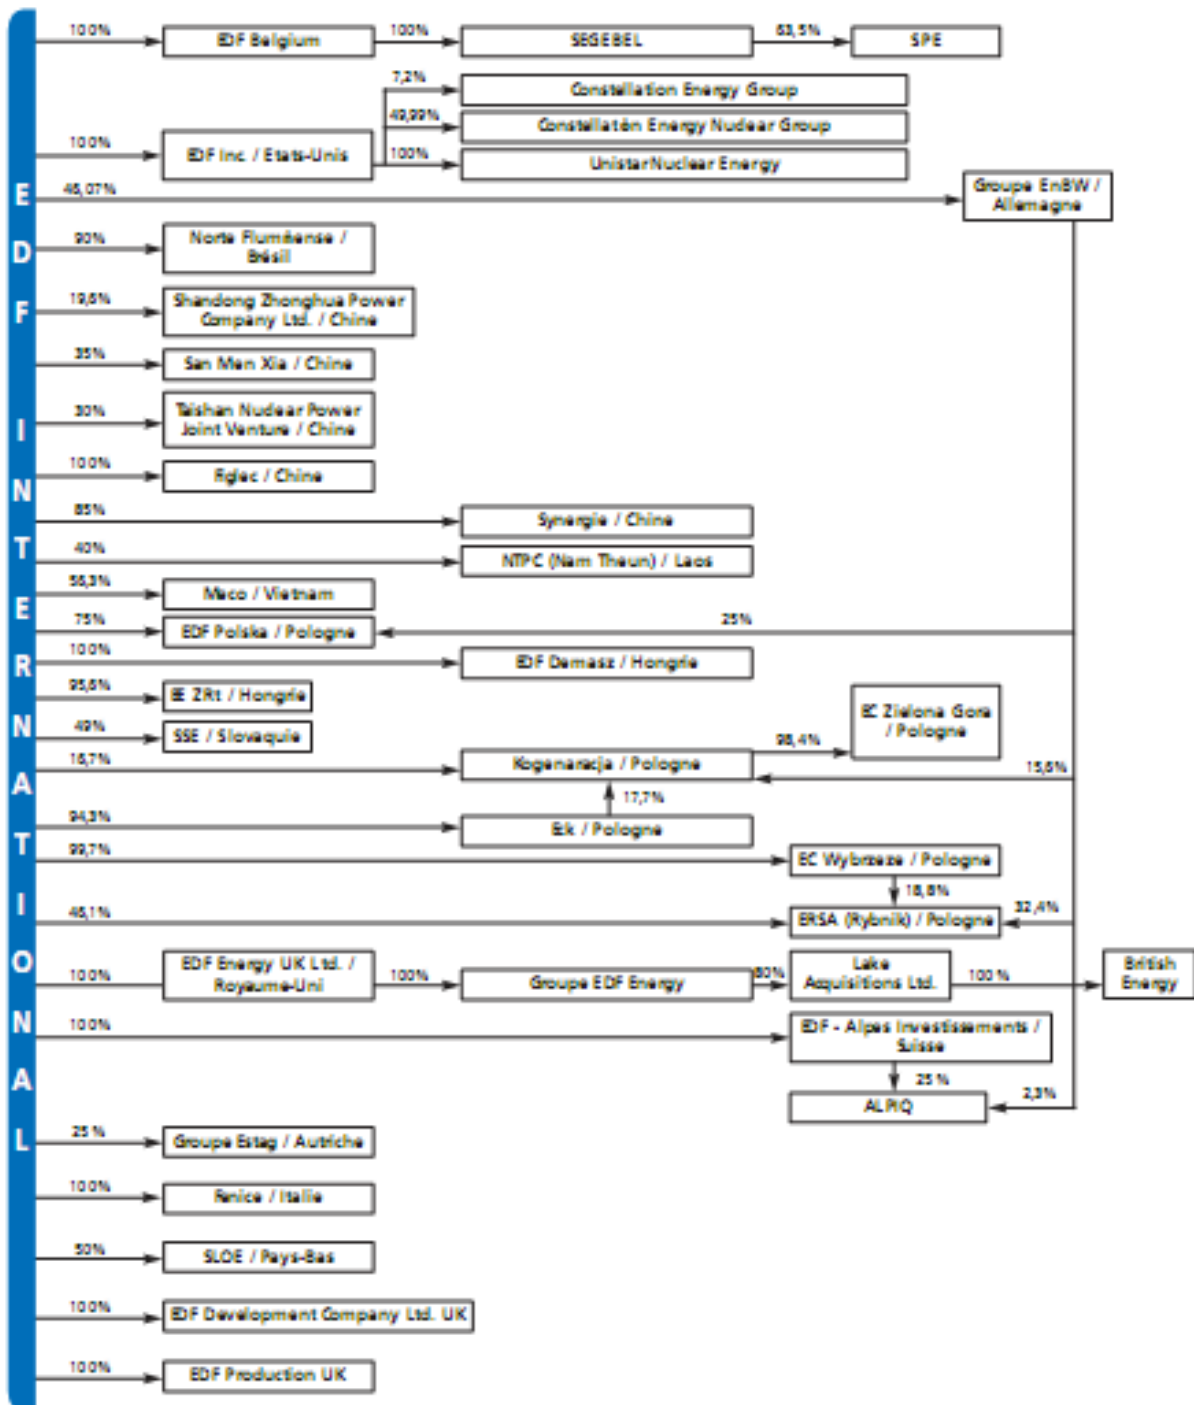 EDF INTERNATIONAL
100% EDF Belgium 100% SEGEBEL 63,5% SPE
7,2% Constellation Energy Group
49,99% Constellation Energy Nuclear Group
100% EDF Inc. / Etats-Unis 100% Unistar Nuclear Energy
46,07% Groupe EnBW /
Allemagne
90% Norte Fluminense /
Brésil
19,6% Shandong Zhonghua Power
Company Ltd. / Chine
35% San Men Xia / Chine
30% Taishan Nuclear Power
Joint Venture / Chine
100% Figlec / Chine
85% Synergie / Chine
40% NTPC (Nam Theun) / Laos
56,3% Meco / Vietnam
75% EDF Polska / Pologne 25%
100% EDF Demasz / Hongrie
95,6% BE ZRt / Hongrie
EC Zielona Gora
/ Pologne
49% SSE / Slovaquie
98,4%
16,7% Kogeneracja / Pologne 15,6%
17,7%
94,3% Eck / Pologne
99,7% EC Wybrzeze / Pologne
18,8%
46,1% ERSA (Rybnik) / Pologne 32,4%
100% EDF Energy UK Ltd. /
Royaume-Uni 100% Groupe EDF Energy 80% Lake
Acquisitions Ltd. 100 % British
Energy
100% EDF - Alpes Investissements /
Suisse
25 %
ALPIQ 2,3%
25 % Groupe Estag / Autriche
100% Fenice / Italie
50% SLOE / Pays-Bas
100% EDF Development Company Ltd. UK
100% EDF Production UK